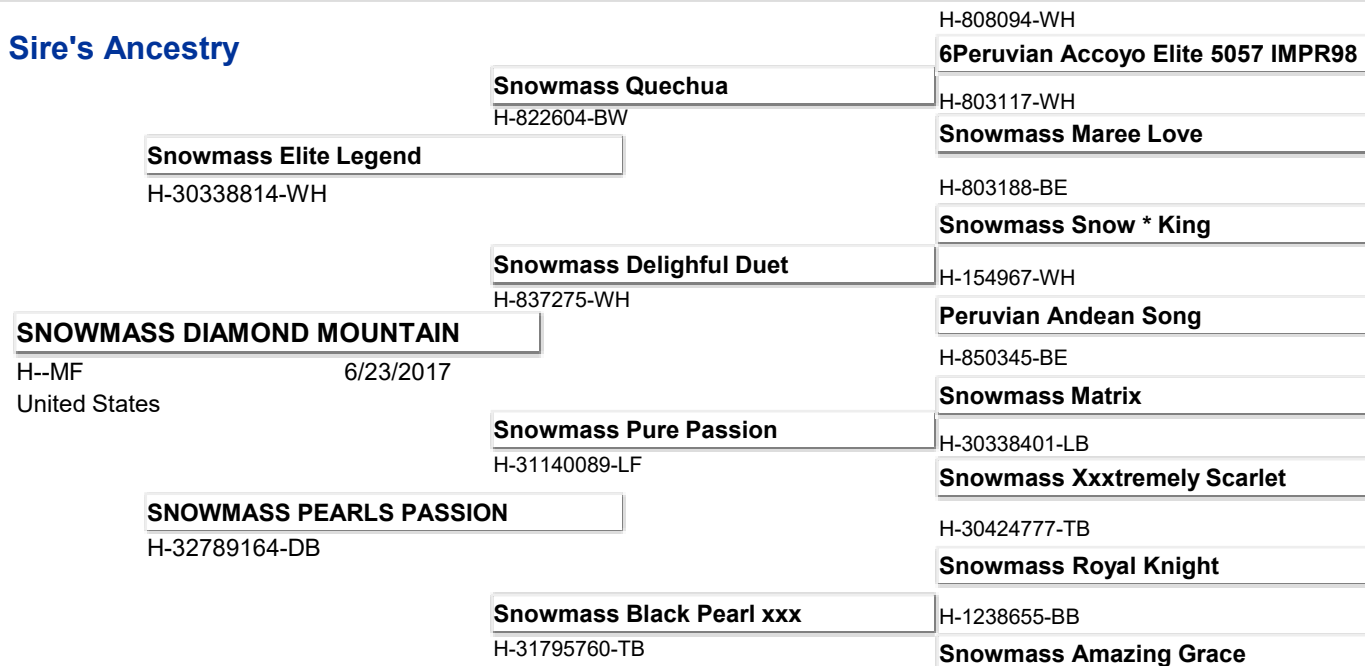 H-808094-WH
Sire's Ancestry
6Peruvian Accoyo Elite 5057 IMPR98
Snowmass Quechua
H-803117-WH
H-822604-BW
Snowmass Maree Love
Snowmass Elite Legend
H-803188-BE
H-30338814-WH
Snowmass Snow * King
Snowmass Delighful Duet
H-154967-WH
H-837275-WH
Peruvian Andean Song
SNOWMASS DIAMOND MOUNTAIN
H-850345-BE
H--MF 6/23/2017
Snowmass Matrix
United States
Snowmass Pure Passion
H-30338401-LB
H-31140089-LF
Snowmass Xxxtremely Scarlet
SNOWMASS PEARLS PASSION
H-30424777-TB
H-32789164-DB
Snowmass Royal Knight
Snowmass Black Pearl xxx
H-1238655-BB
H-31795760-TB
Snowmass Amazing Grace